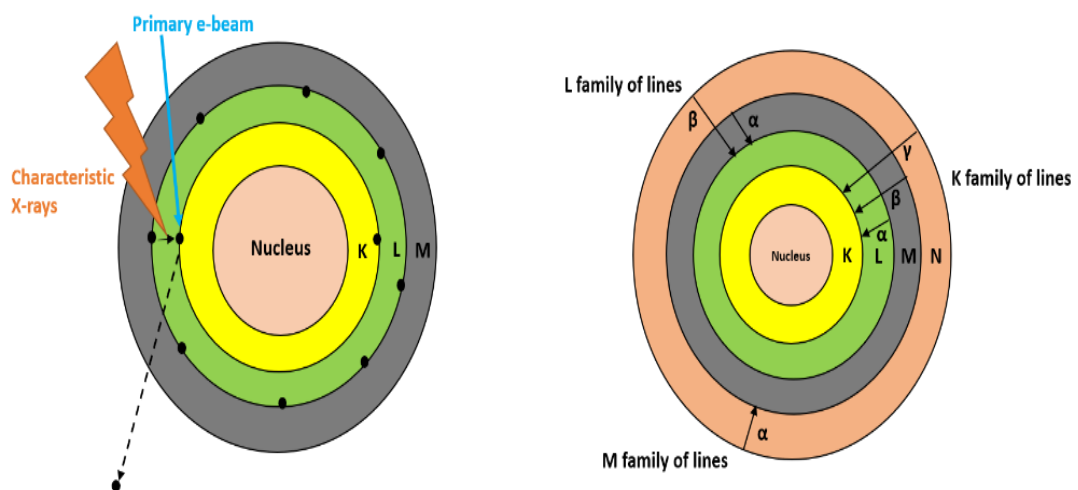 Primary e-beam
Characteristic
X-rays
Nucleus
K
L
M
L family of lines
β
α
γ
K family of lines
β
α
Nucleus
K
L
M
N
α
M family of lines